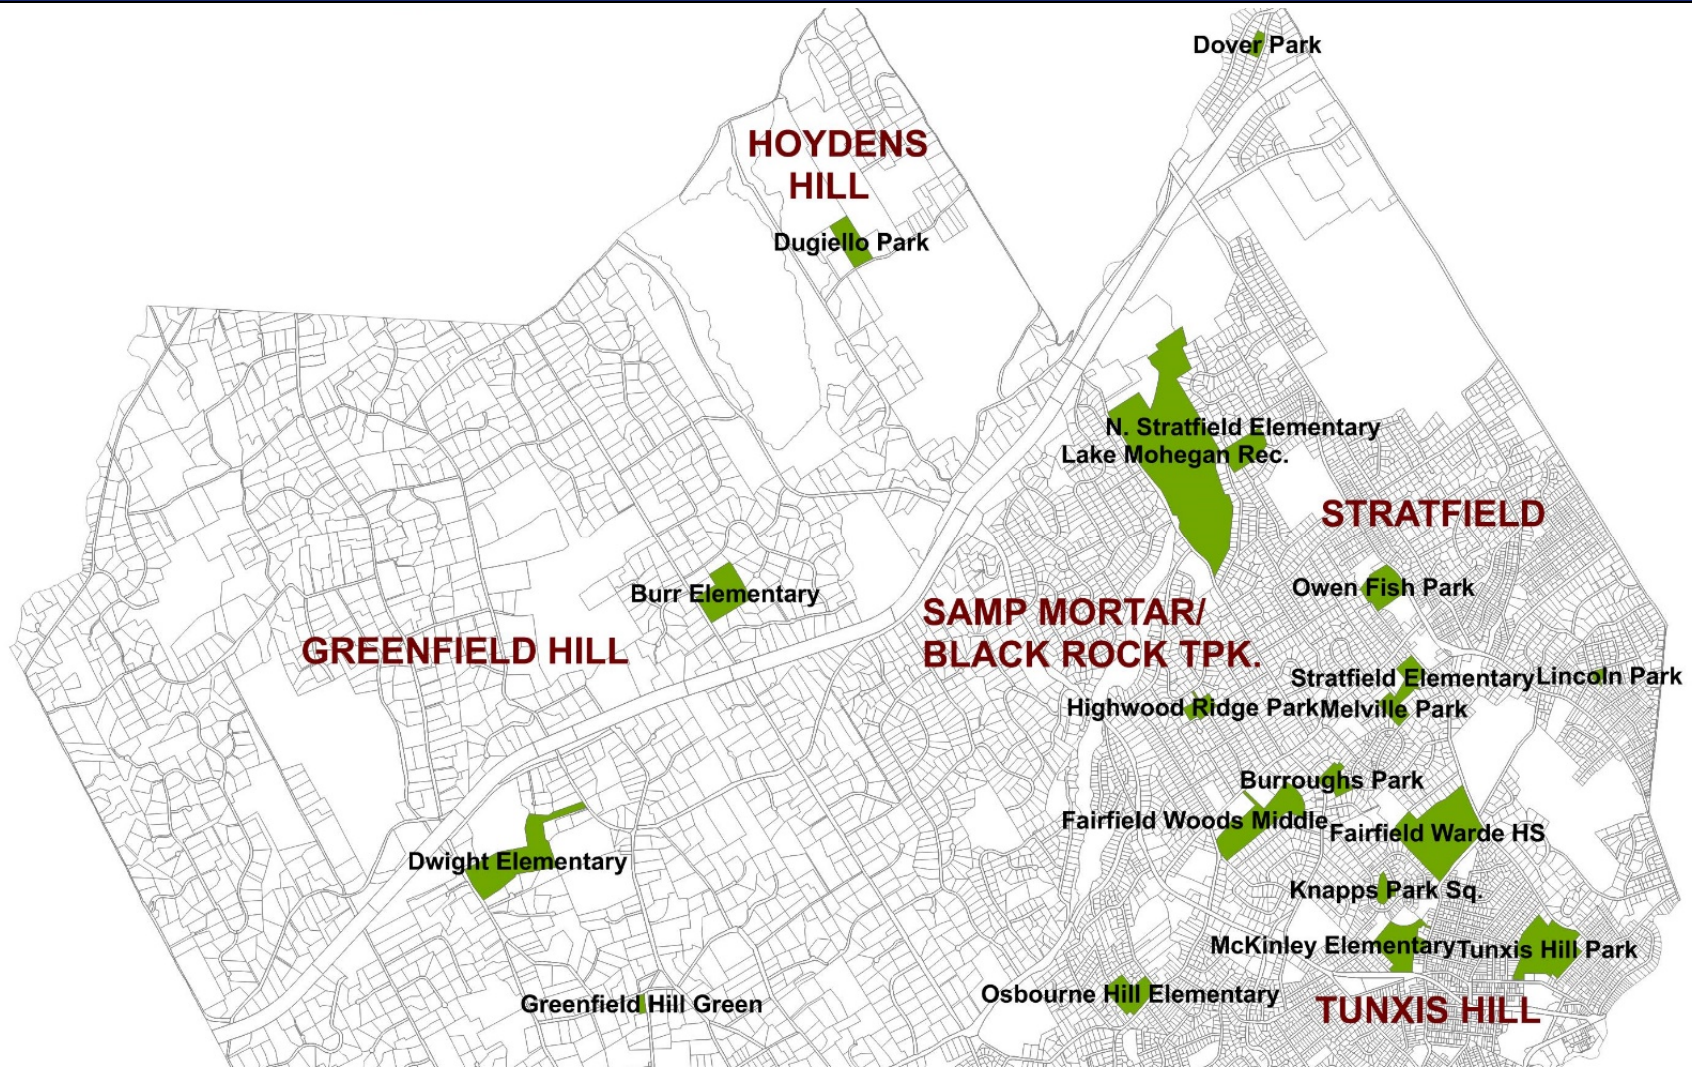 Dover Park
HOYDENS
HILL
Dugiello Park
N. Stratfield Elementary
Lake Mohegan Rec.
STRATFIELD
Owen Fish Park
Burr Elementary
SAMP MORTAR/
BLACK ROCK TPK.
GREENFIELD HILL
Stratfield Elementary
Lincoln Park
Highwood Ridge Park
Melville Park
Burroughs Park
Fairfield Woods Middle
Fairfield Warde HS
Dwight Elementary
Knapps Park Sq.
McKinley Elementary
Tunxis Hill Park
Osbourne Hill Elementary
Greenfield Hill Green
TUNXIS HILL